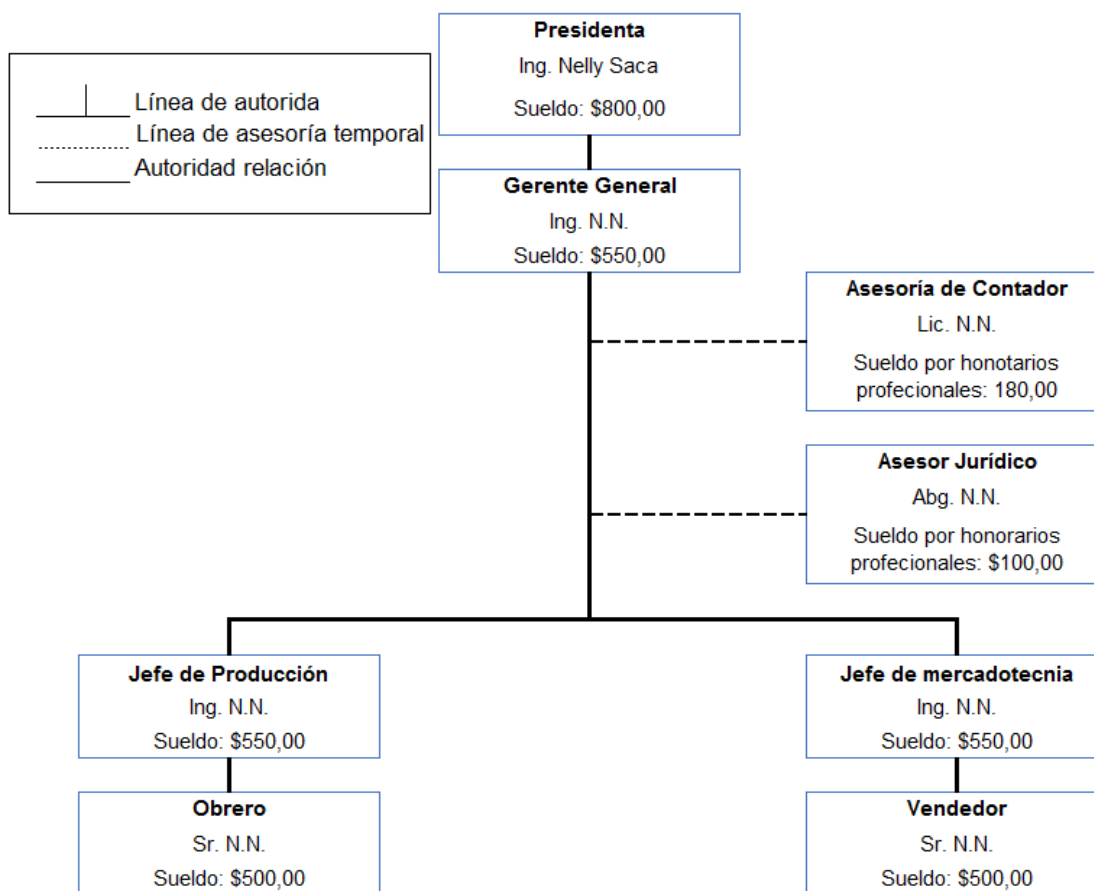 Presidenta
Ing. Nelly Saca
Sueldo: $800,00
Línea de autorida
Línea de asesoría temporal
Autoridad relación
Gerente General
Ing. N.N.
Sueldo: $550,00
Asesoría de Contador
Lic. N.N.
Sueldo por honotarios
profecionales: 180,00
Asesor Jurídico
Abg. N.N.
Sueldo por honorarios
profecionales: $100,00
Jefe de Producción
Ing. N.N.
Sueldo: $550,00
Jefe de mercadotecnia
Ing. N.N.
Sueldo: $550,00
Obrero
Sr. N.N.
Sueldo: $500,00
Vendedor
Sr. N.N.
Sueldo: $500,00